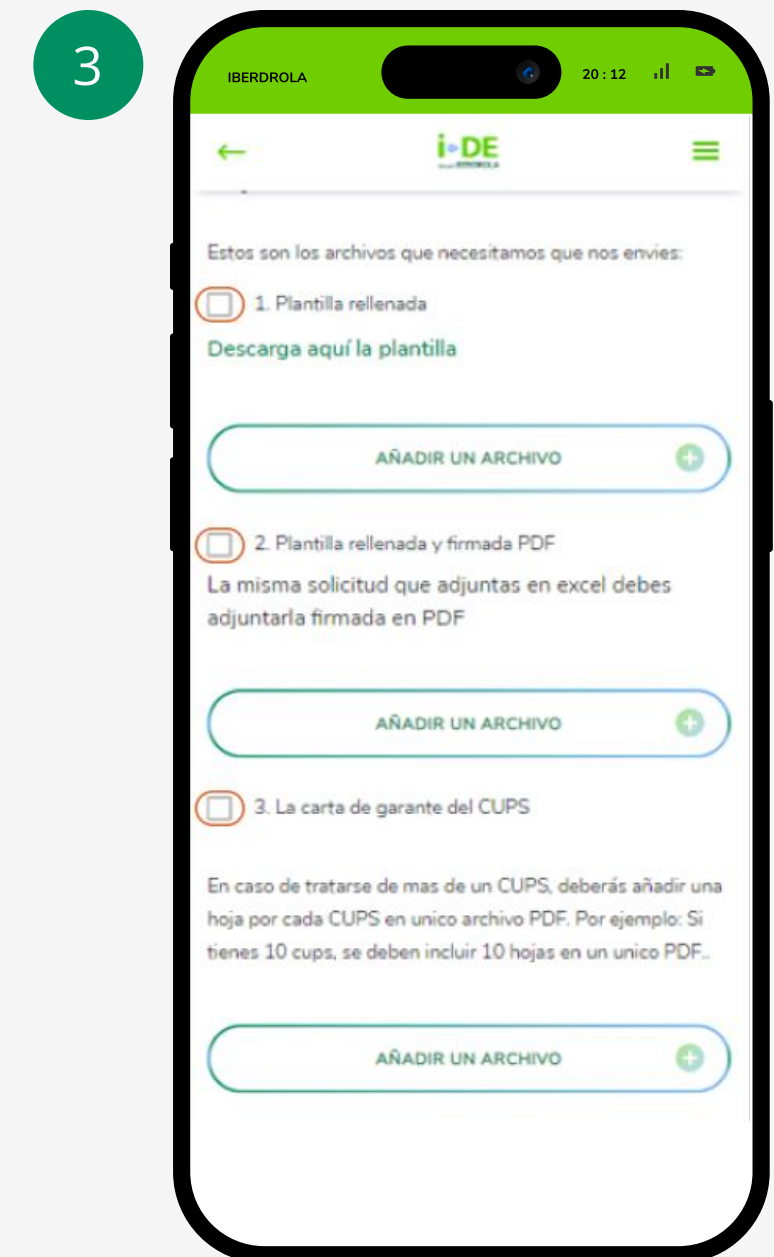 3
IBERDROLA
20:12
i-DE
Estos son los archivos que necesitamos que nos envies:
1. Plantilla rellenada
Descarga aquí la plantilla
AÑADIR UN ARCHIVO
2. Plantilla rellenada y firmada PDF
La misma solicitud que adjuntas en excel debes
adjuntarla firmada en PDF
AÑADIR UN ARCHIVO
3. La carta de garante del CUPS
En caso de tratarse de mas de un CUPS, deberás añadir una
hoja por cada CUPS en unico archivo PDF. Por ejemplo: Si
tienes 10 cups, se deben incluir 10 hojas en un unico PDF..
AÑADIR UN ARCHIVO